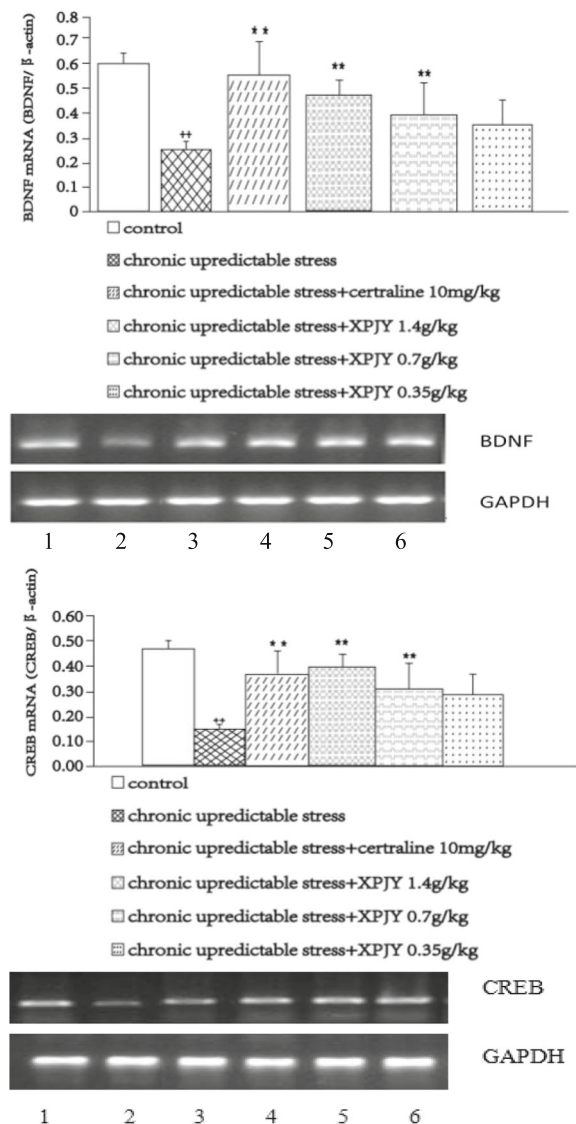 BDNF mRNA (BDNF/ β-actin)
0.8
0.7
0.6
0.5
0.4
0.3
0.2
0.1
0
++
**
**
**
control
chronic upredictable stress
chronic upredictable stress+certraline 10mg/kg
chronic upredictable stress+XPJY 1.4g/kg
chronic upredictable stress+XPJY 0.7g/kg
chronic upredictable stress+XPJY 0.35g/kg
BDNF
GAPDH
1 2 3 4 5 6
CREB mRNA (CREB/ β-actin)
0.60
0.50
0.40
0.30
0.20
0.10
0.00
++
**
**
**
control
chronic upredictable stress
chronic upredictable stress+certraline 10mg/kg
chronic upredictable stress+XPJY 1.4g/kg
chronic upredictable stress+XPJY 0.7g/kg
chronic upredictable stress+XPJY 0.35g/kg
CREB
GAPDH
1 2 3 4 5 6